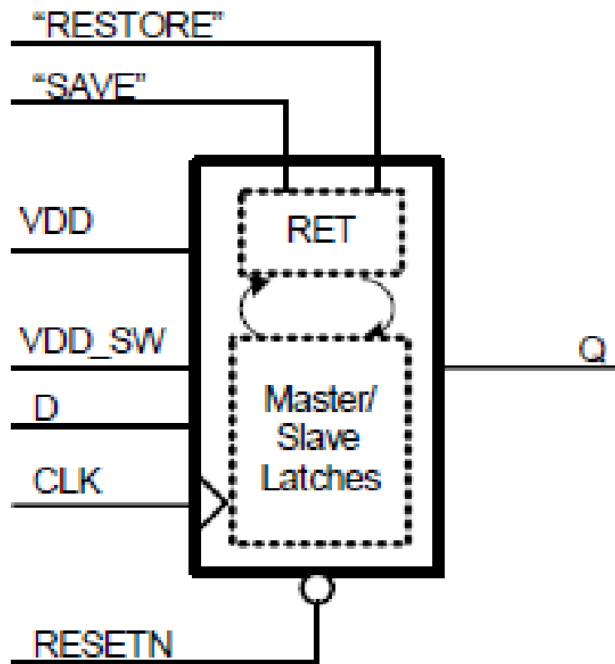 “RESTORE”
“SAVE”
VDD
RET
VDD_SW
Q
D
Master/
Slave
Latches
CLK
RESETN